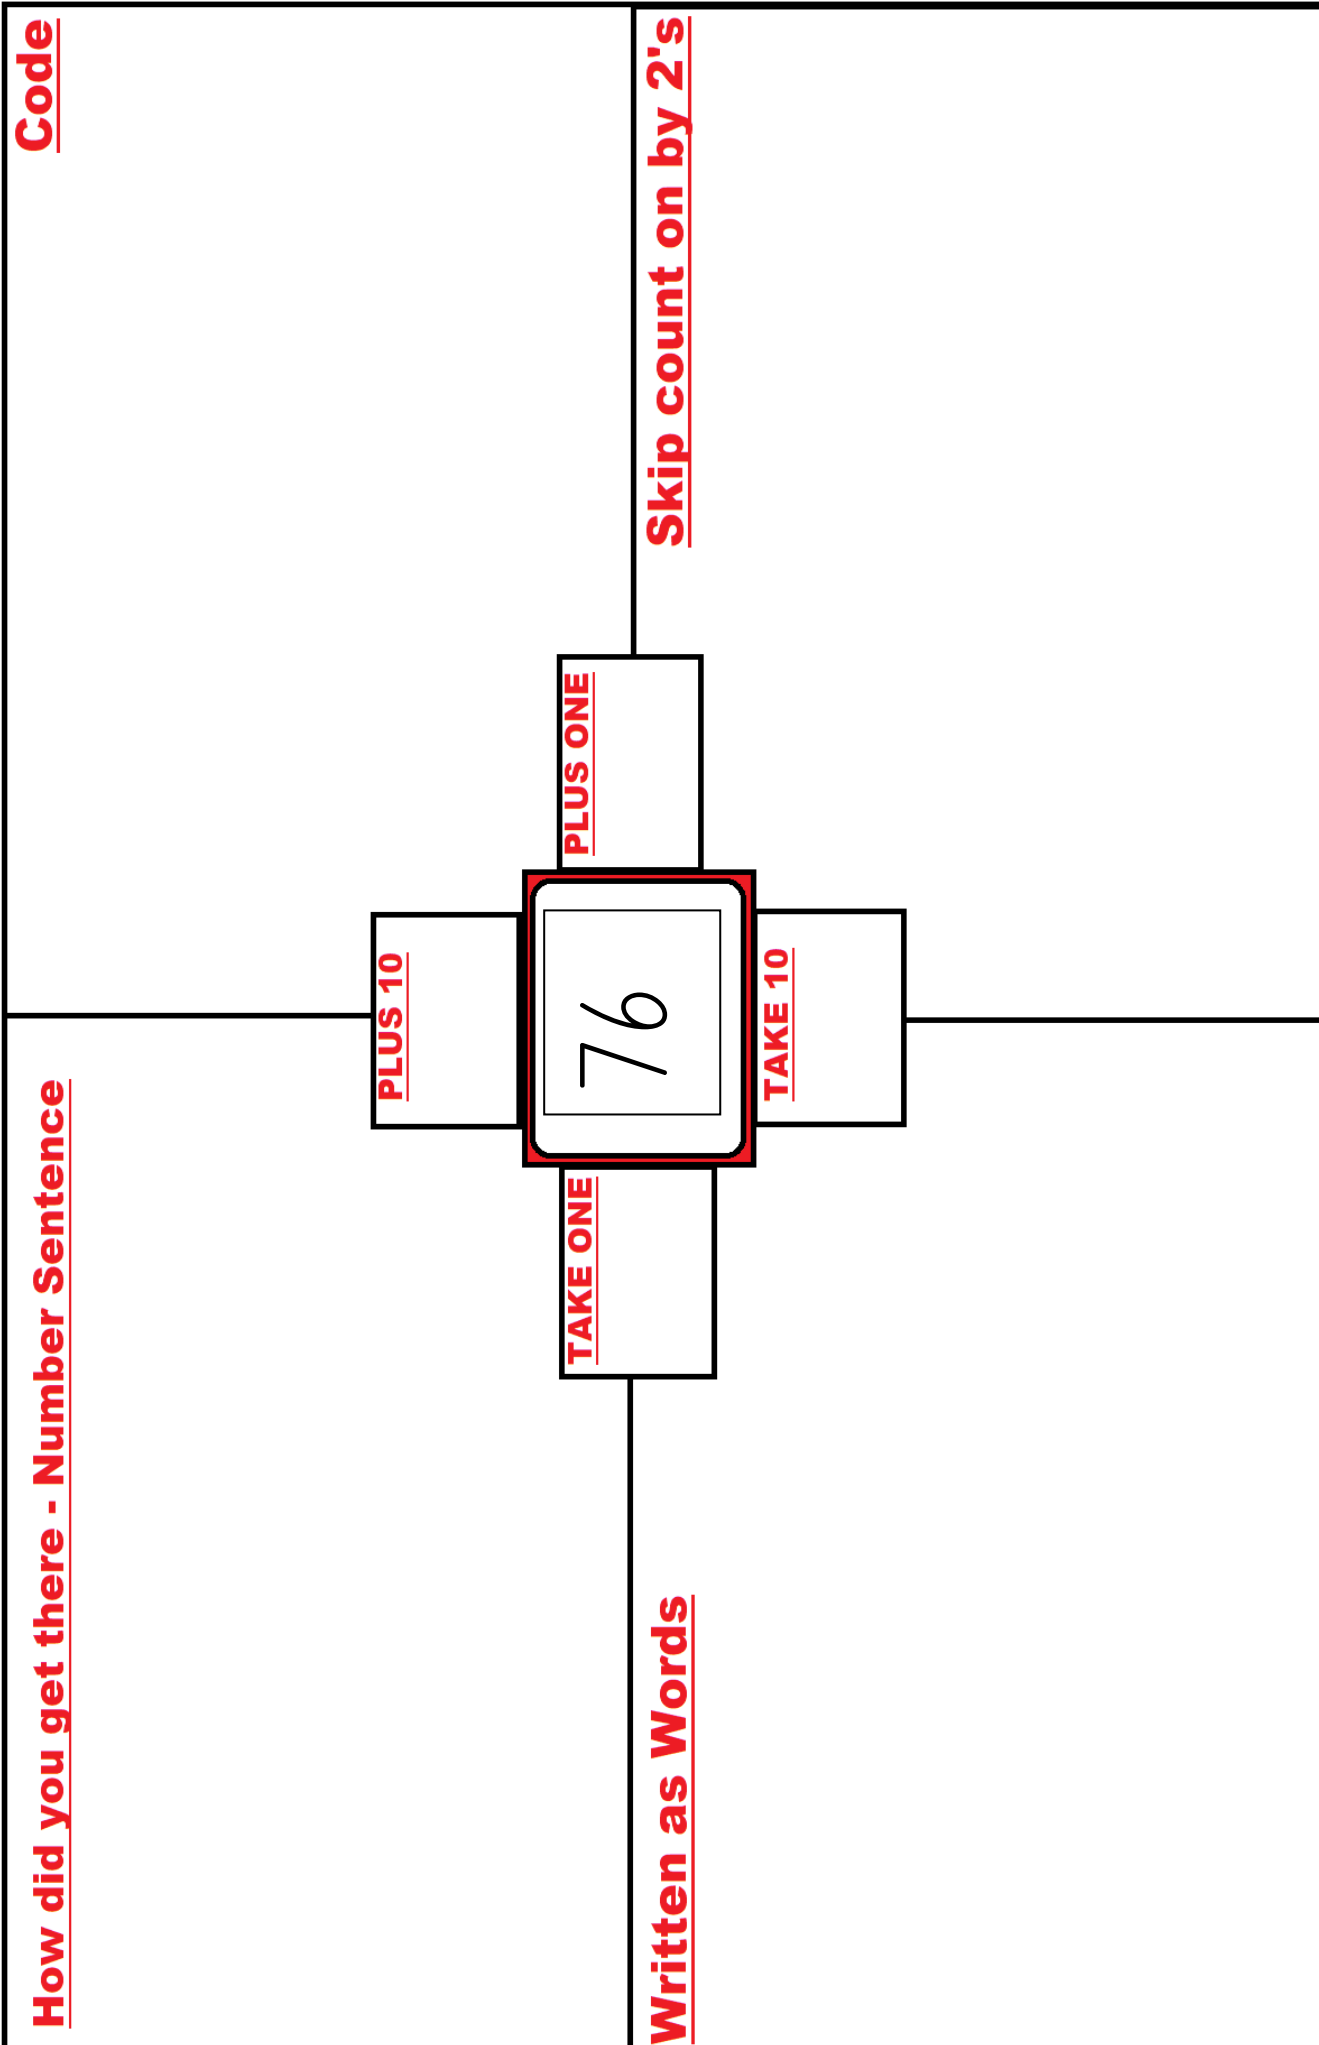 How did you get there - Number Sentence
Code
PLUS 10
TAKE ONE
76
PLUS ONE
TAKE 10
Written as Words
Skip count on by 2's